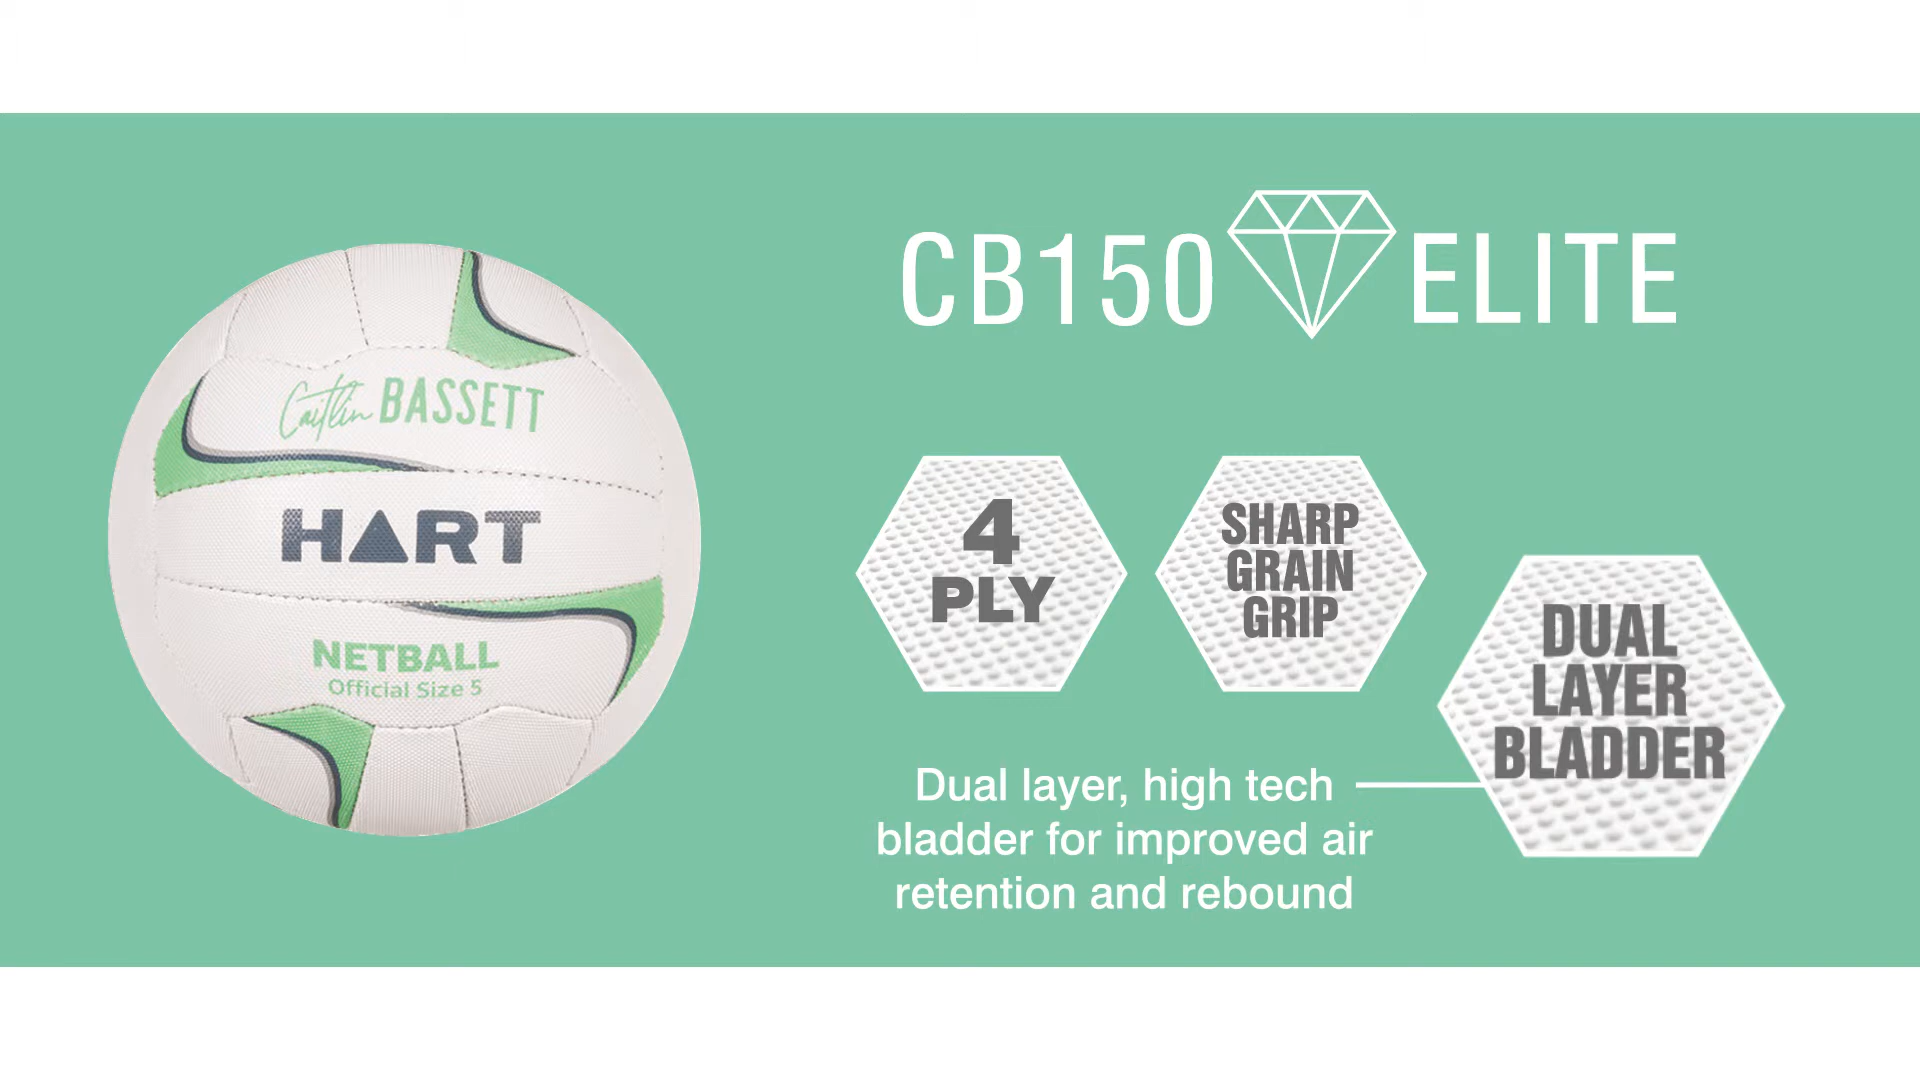 CB150 ELITE
Caitlin BASSETT
HART
NETBALL
Official Size 5
4
PLY
SHARP
GRAIN
GRIP
DUAL
LAYER
BLADDER
Dual layer, high tech
bladder for improved air
retention and rebound